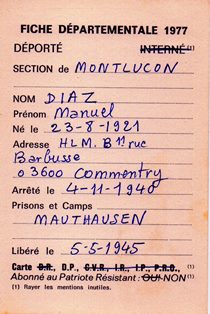 FICHE DÉPARTEMENTALE 1977
DÉPORTÉ INTERNÉ (1)
SECTION de MONTLUCON
NOM DIAZ
Prénom Manuel
Né le 23-8-1921
Adresse HLM. Bt 11 ruc
Barbusse
03600 Commentry
Arrêté le 4-11-1940
Prisons et Camps
MAUTHAUSEN
Libéré le 5-5-1945
Carte D.R., D.P., C.V.R., I.R., I.P., P.R.O., (1)
Abonné au Patriote Résistant : OUI-NON (1)
(1) Rayer les mentions inutiles.